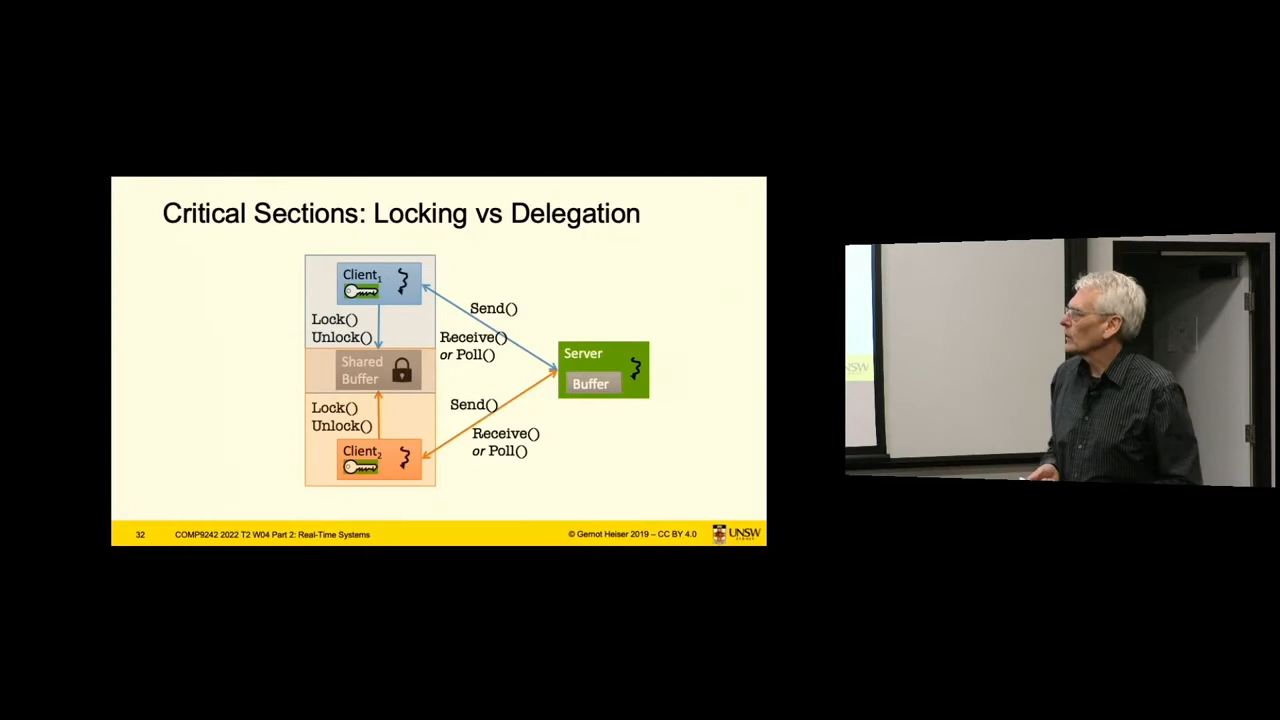 Critical Sections: Locking vs Delegation
Client1
Lock()
Unlock()
Shared
Buffer
Lock()
Unlock()
Client2
Send()
Receive()
or Poll()
Send()
Receive()
or Poll()
Server
Buffer
32
COMP9242 2022 T2 W04 Part 2: Real-Time Systems
© Gernot Heiser 2019 – CC BY 4.0
UNSW
SYDNEY
UNSW